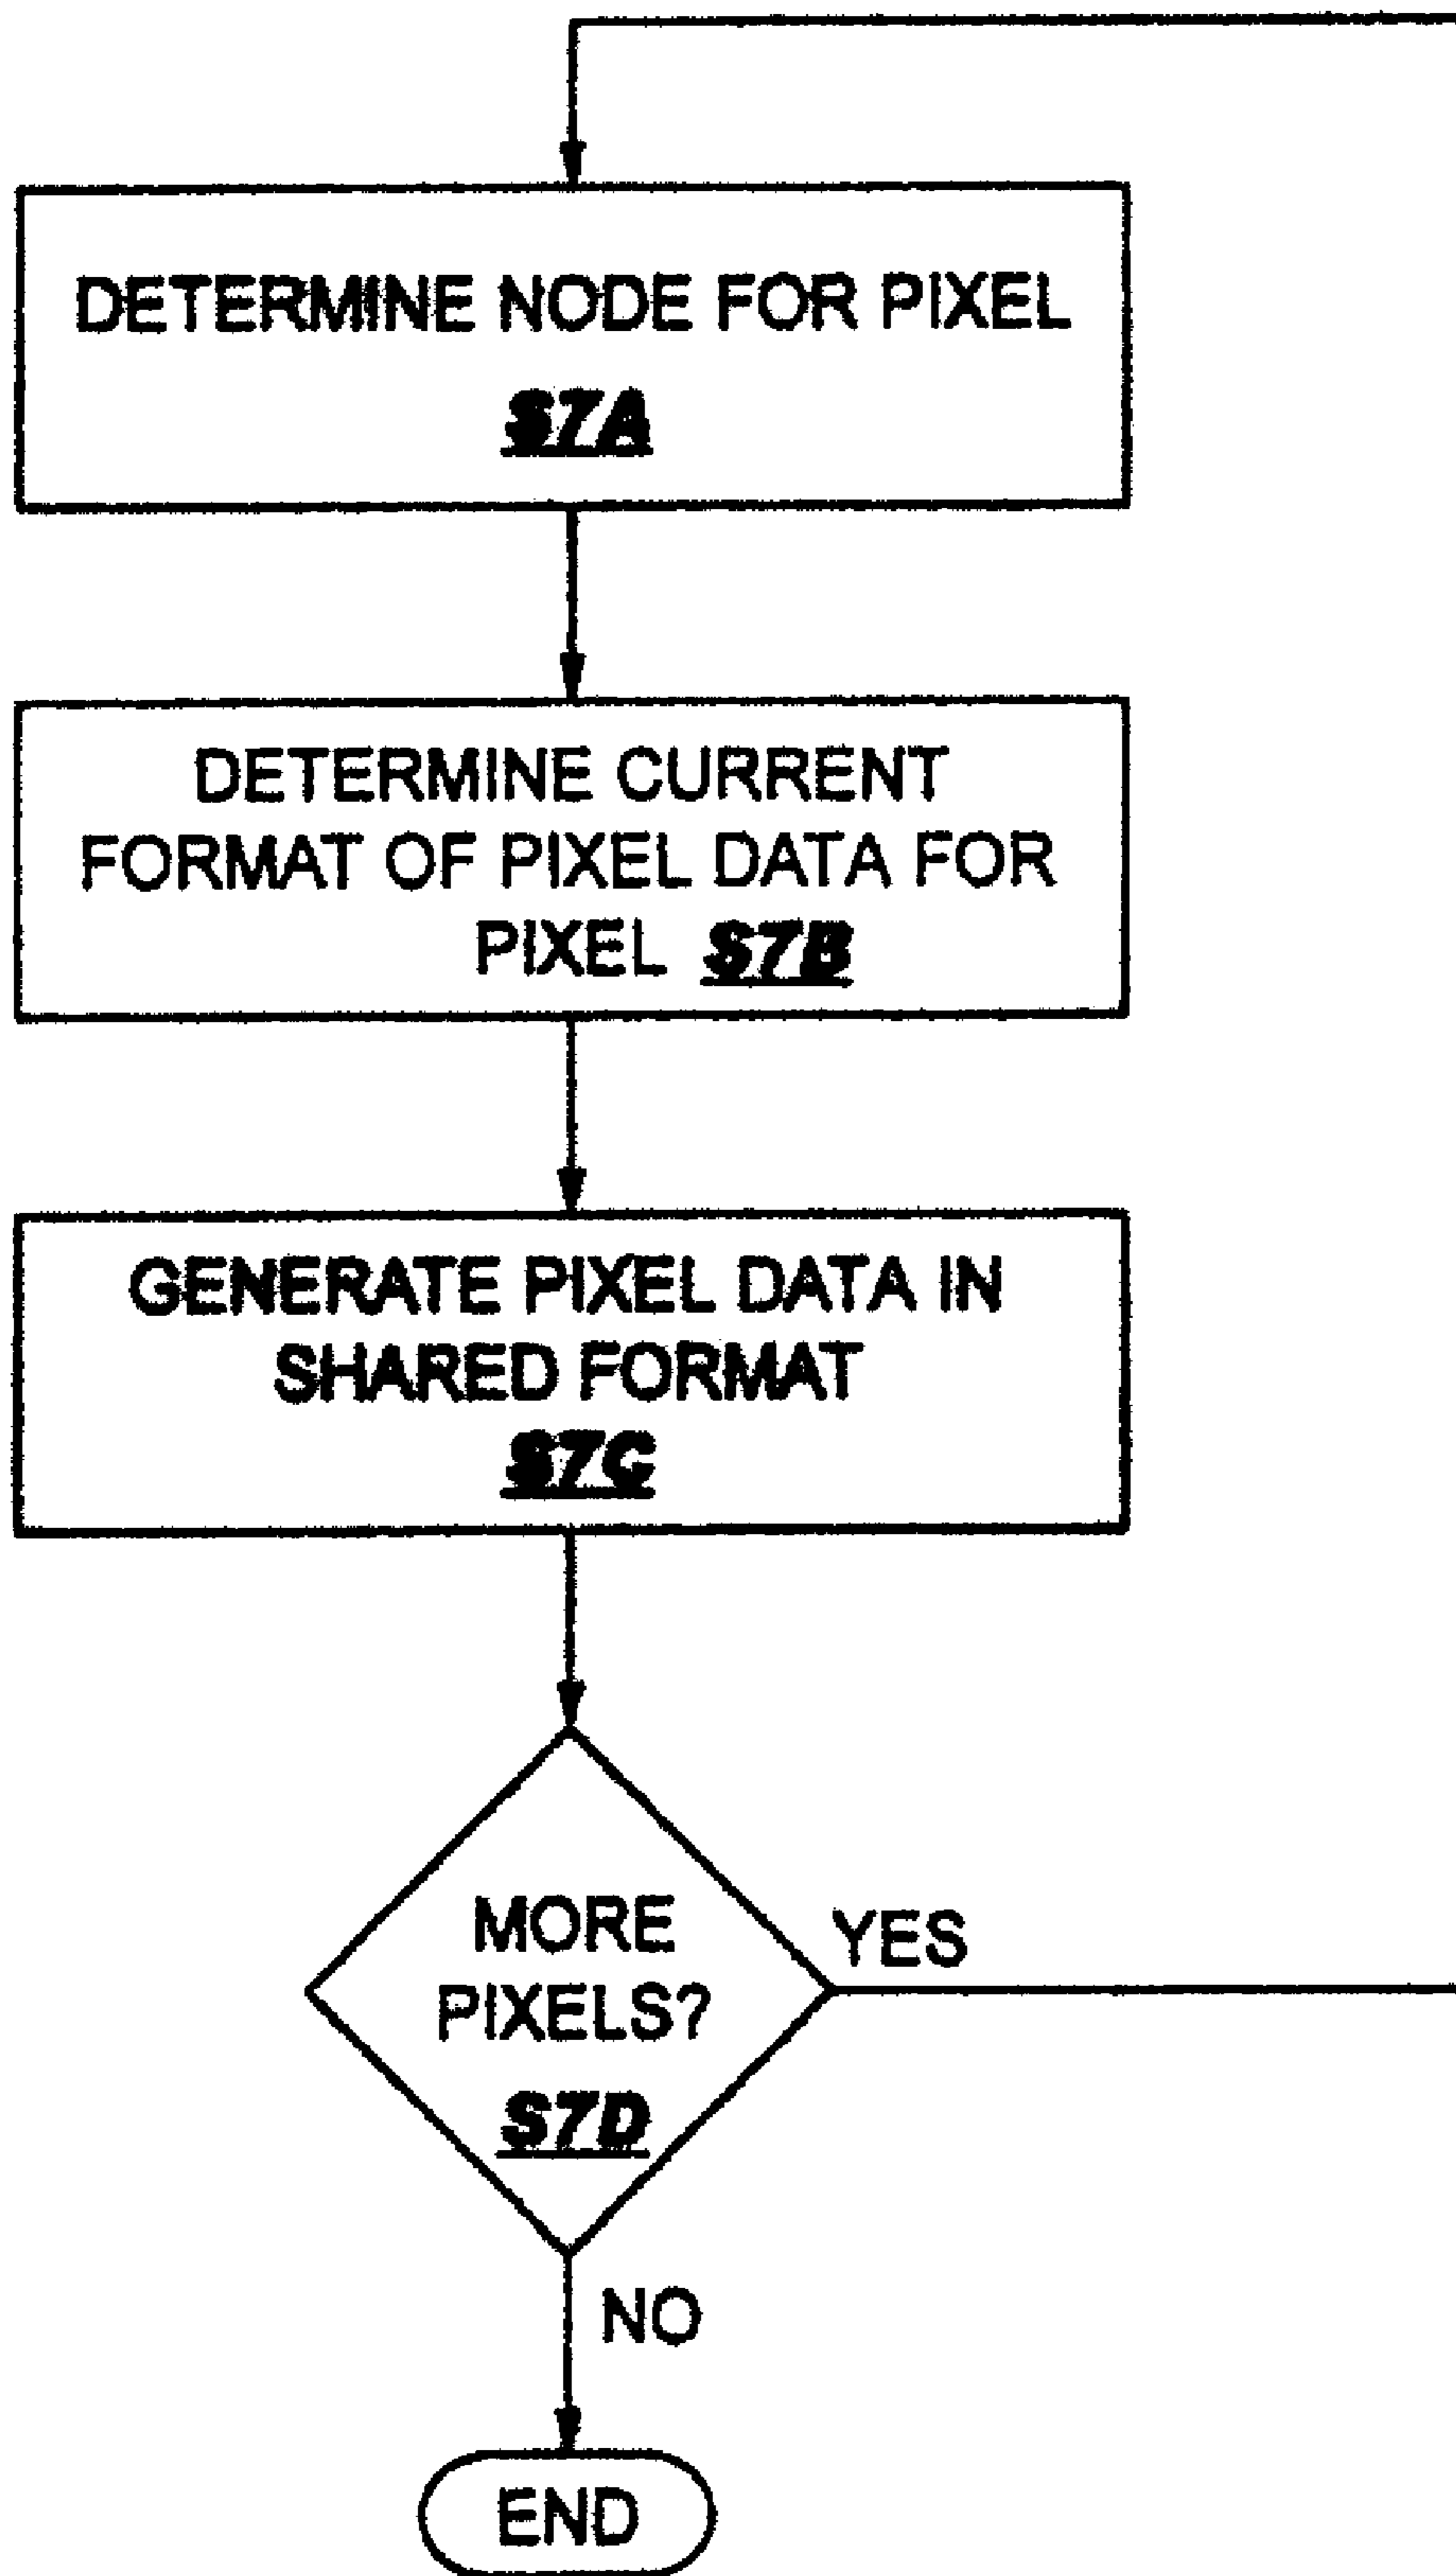 DETERMINE NODE FOR PIXEL
S7A
DETERMINE CURRENT
FORMAT OF PIXEL DATA FOR
PIXEL S7B
GENERATE PIXEL DATA IN
SHARED FORMAT
S7C
MORE
PIXELS?
S7D
YES
NO
END